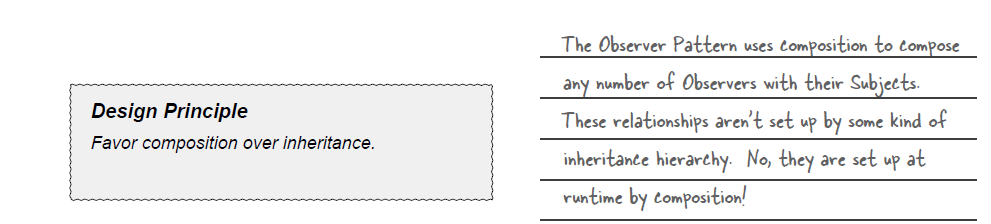 Design Principle
Favor composition over inheritance.
The Observer Pattern uses composition to compose
any number of Observers with their Subjects.
These relationships aren't set up by some kind of
inheritance hierarchy. No, they are set up at
runtime by composition!